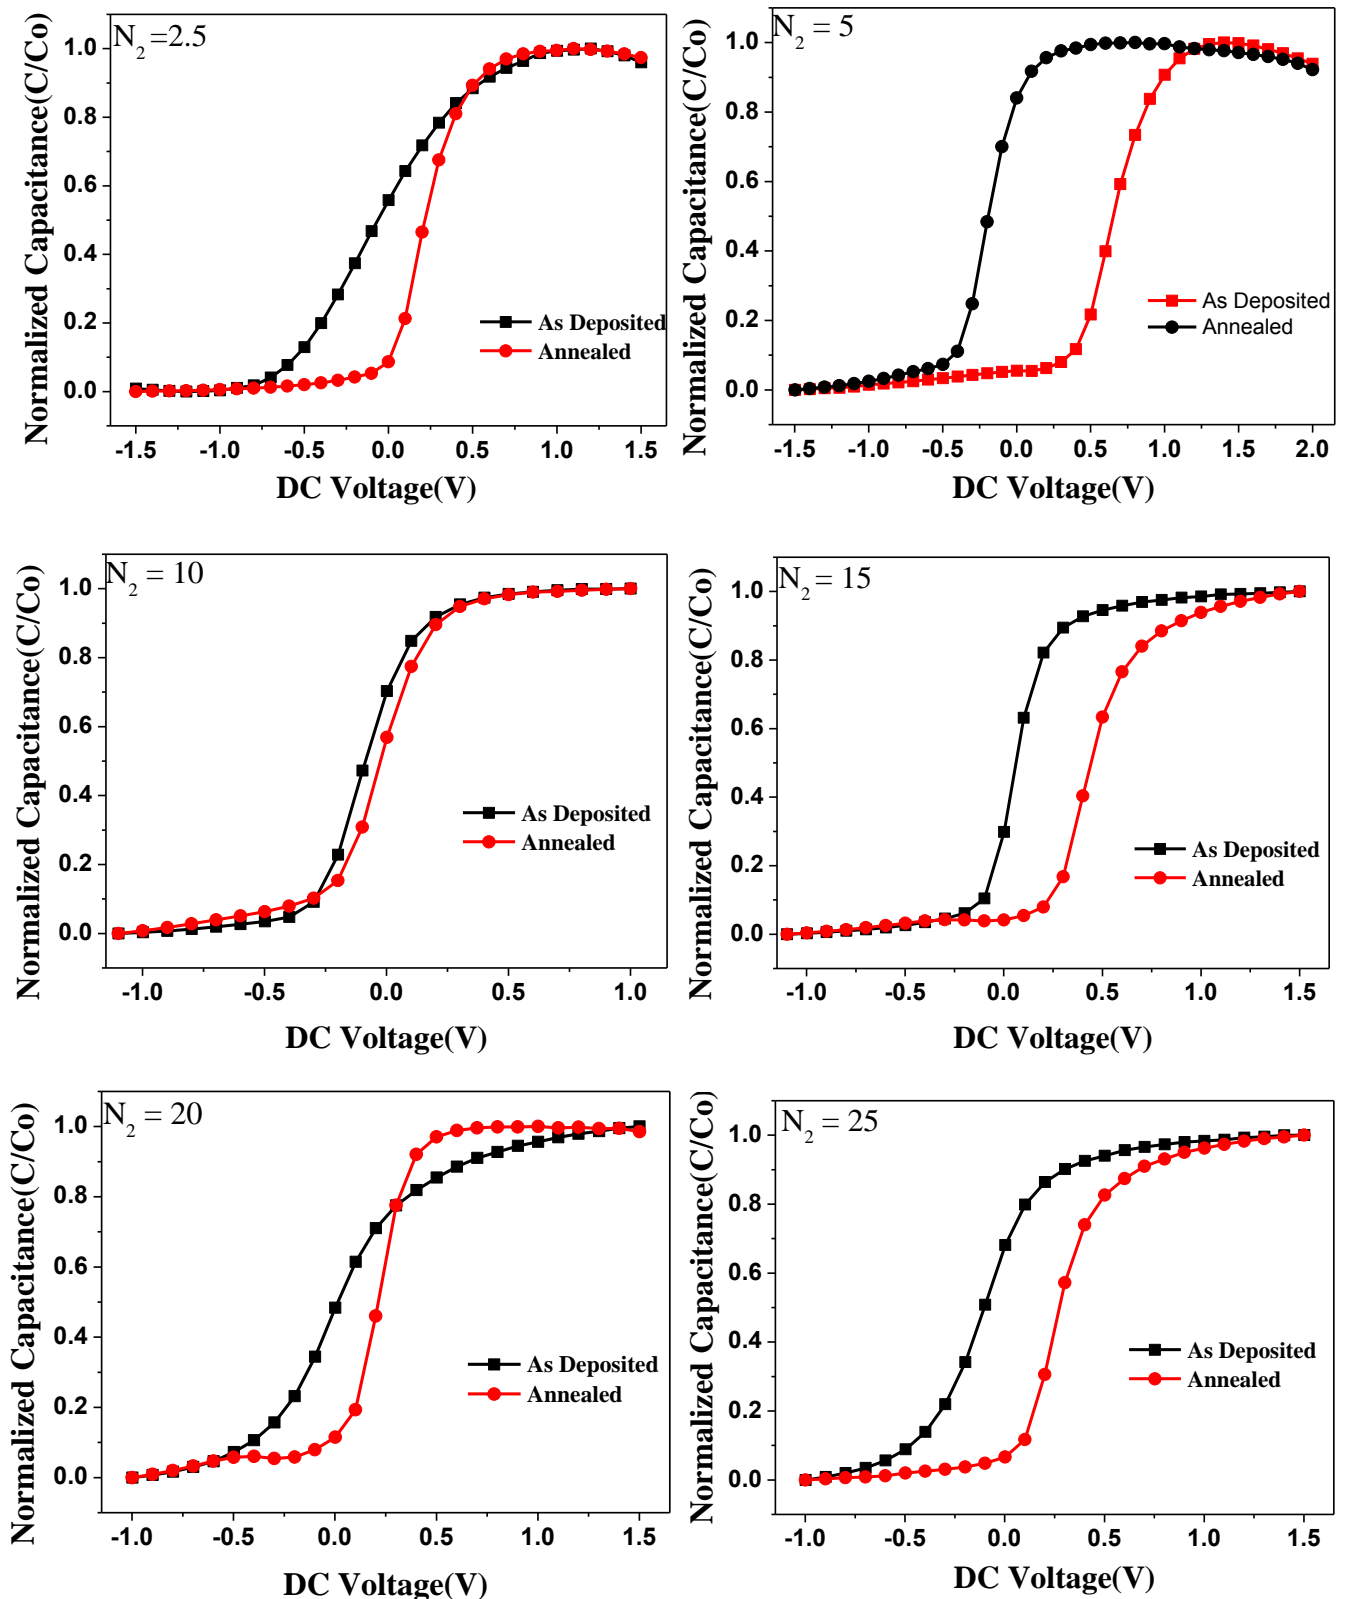 N2 =2.5
Normalized Capacitance(C/Co)
1.0
0.8
0.6
0.4
0.2
0.0
As Deposited
Annealed
-1.5 -1.0 -0.5 0.0 0.5 1.0 1.5
DC Voltage(V)
N2 = 5
Normalized Capacitance(C/Co)
1.0
0.8
0.6
0.4
0.2
0.0
As Deposited
Annealed
-1.5 -1.0 -0.5 0.0 0.5 1.0 1.5 2.0
DC Voltage(V)
N2 = 10
Normalized Capacitance(C/Co)
1.0
0.8
0.6
0.4
0.2
0.0
As Deposited
Annealed
-1.0 -0.5 0.0 0.5 1.0
DC Voltage(V)
N2 = 15
Normalized Capacitance(C/Co)
1.0
0.8
0.6
0.4
0.2
0.0
As Deposited
Annealed
-1.0 -0.5 0.0 0.5 1.0 1.5
DC Voltage(V)
N2 = 20
Normalized Capacitance(C/Co)
1.0
0.8
0.6
0.4
0.2
0.0
As Deposited
Annealed
-1.0 -0.5 0.0 0.5 1.0 1.5
DC Voltage(V)
N2 = 25
Normalized Capacitance(C/Co)
1.0
0.8
0.6
0.4
0.2
0.0
As Deposited
Annealed
-1.0 -0.5 0.0 0.5 1.0 1.5
DC Voltage(V)